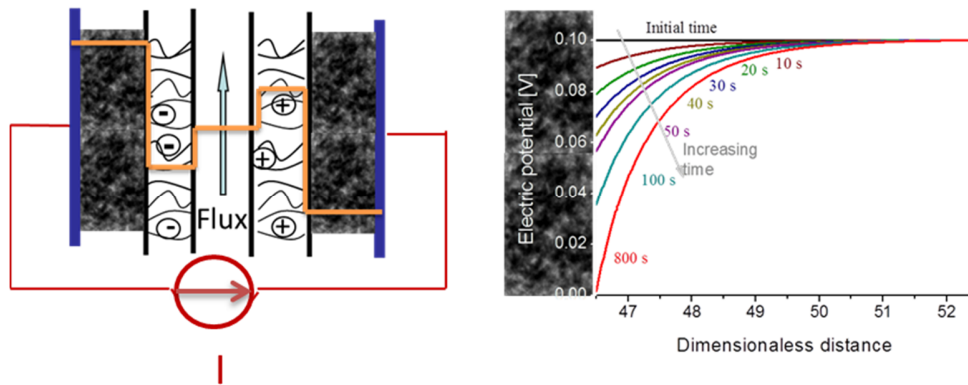 -
-
-
+
+
+
Flux
I
Electric potential [V]
0.10
0.08
0.06
0.04
0.02
0.00
Initial time
10 s
20 s
30 s
40 s
50 s
Increasing
time
100 s
800 s
47
48
49
50
51
52
Dimensionaless distance